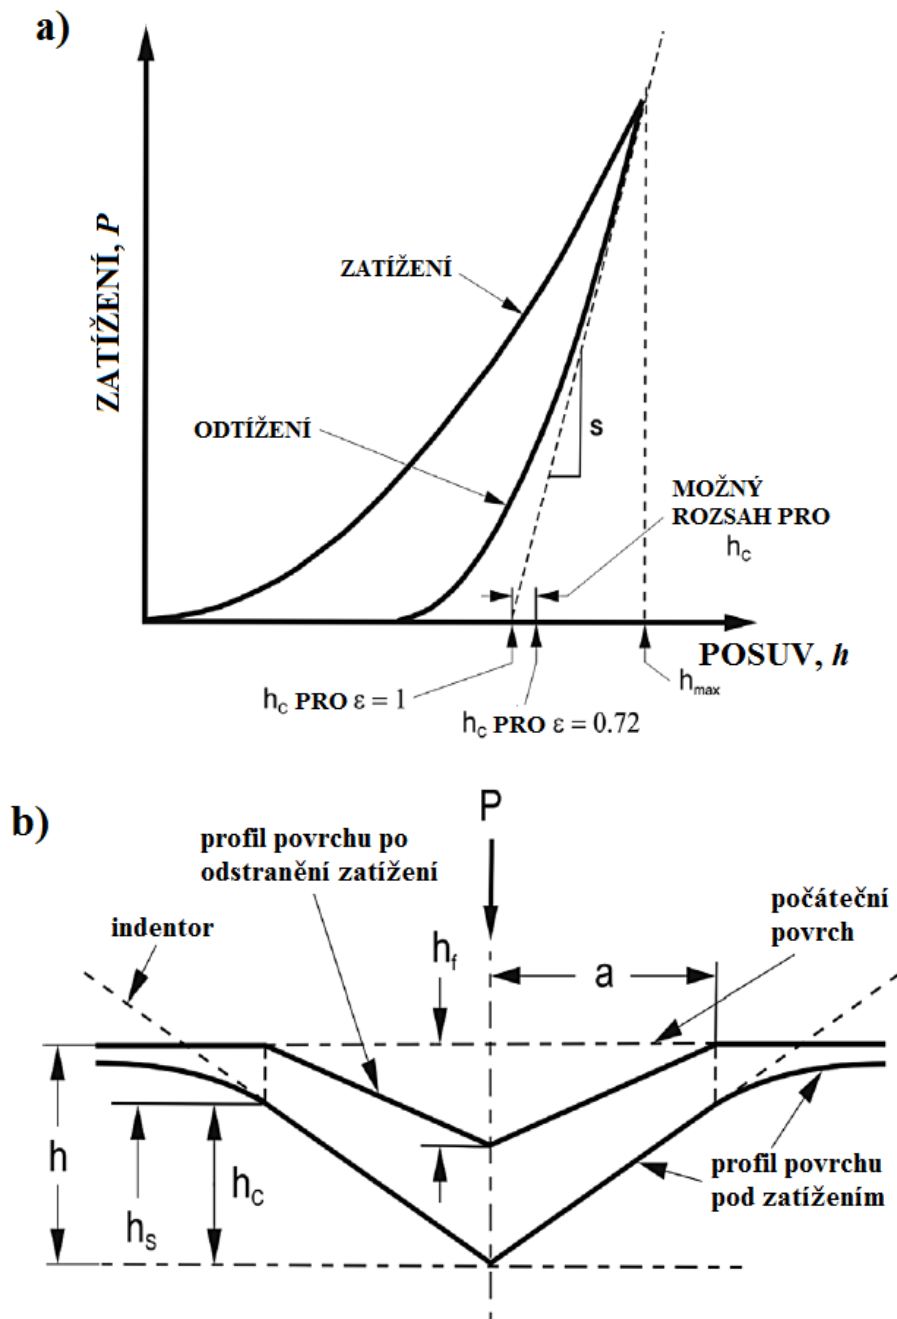 a)
ZATÍŽENÍ, P
ZATÍŽENÍ
ODTÍŽENÍ
s
MOŽNÝ
ROZSAH PRO
hc
POSUV, h
hmax
hc PRO ε = 1
hc PRO ε = 0.72
b)
P
profil povrchu po
odstranění zatížení
indentor
počáteční
povrch
hf
a
h
hs
hc
profil povrchu
pod zatížením